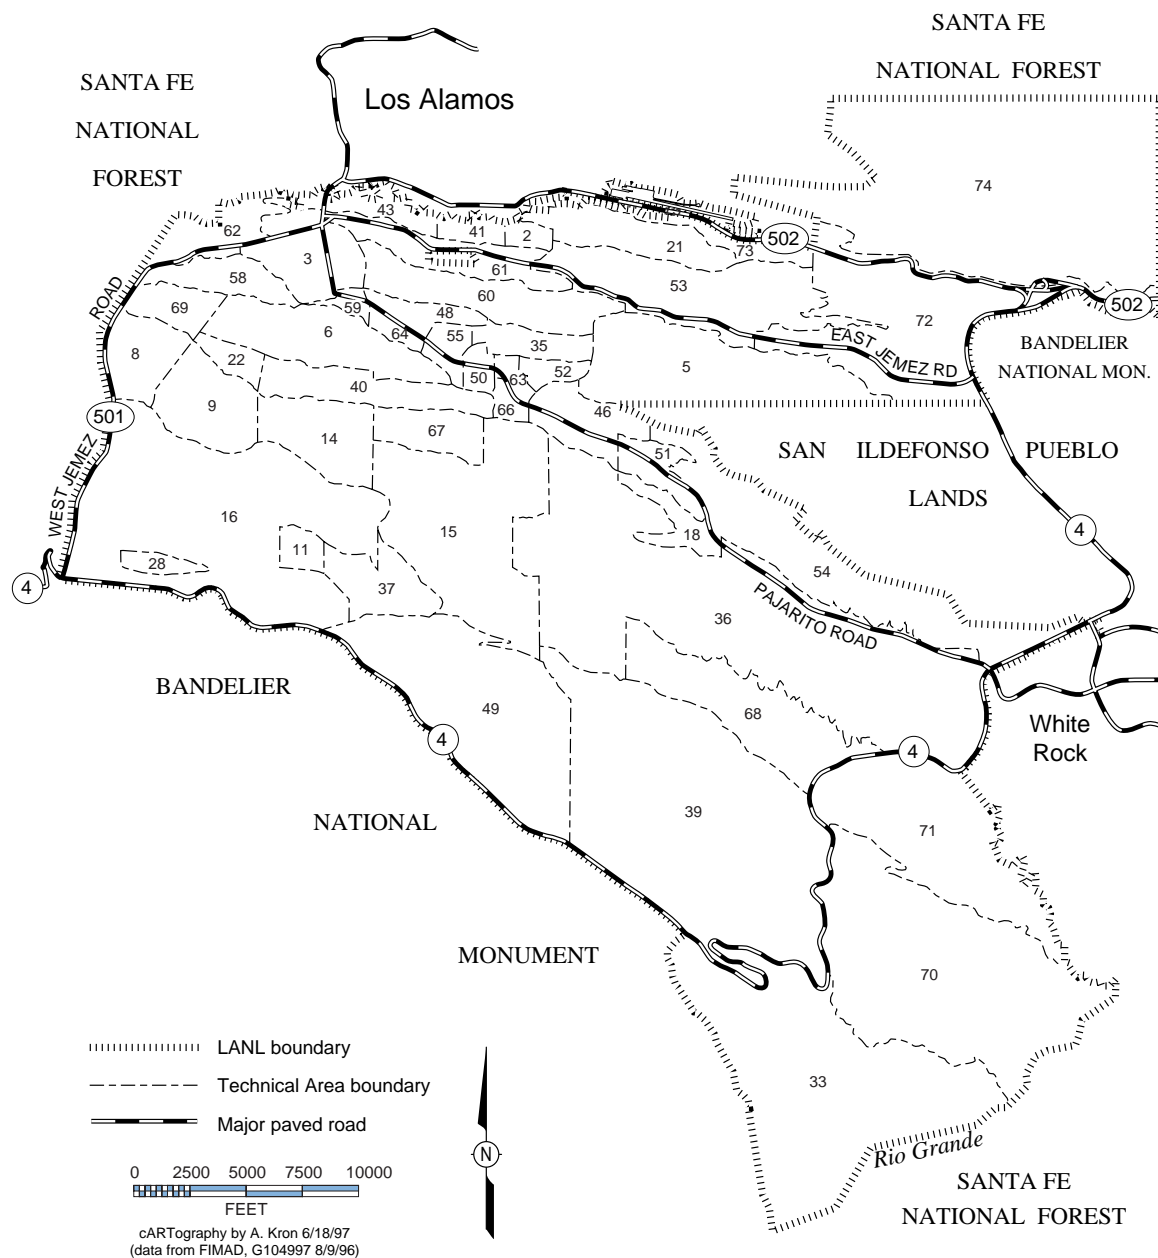 SANTA FE
NATIONAL FOREST
SANTA FE
NATIONAL
FOREST
Los Alamos
74
43
62
41
2
21
73
502
3
61
53
58
60
ROAD
69
59
48
502
6
64
55
35
72
EAST JEMEZ RD
BANDELIER
NATIONAL MON.
8
22
50
63
52
5
40
9
66
46
501
14
67
51
SAN ILDEFONSO PUEBLO
LANDS
WEST JEMEZ
16
15
18
4
11
28
54
4
37
PAJARITO ROAD
36
BANDELIER
49
68
White
Rock
4
4
NATIONAL
39
71
MONUMENT
70
33
LANL boundary
Technical Area boundary
Major paved road
N
Rio Grande
0 2500 5000 7500 10000
FEET
SANTA FE
NATIONAL FOREST
cARTography by A. Kron 6/18/97
(data from FIMAD, G104997 8/9/96)